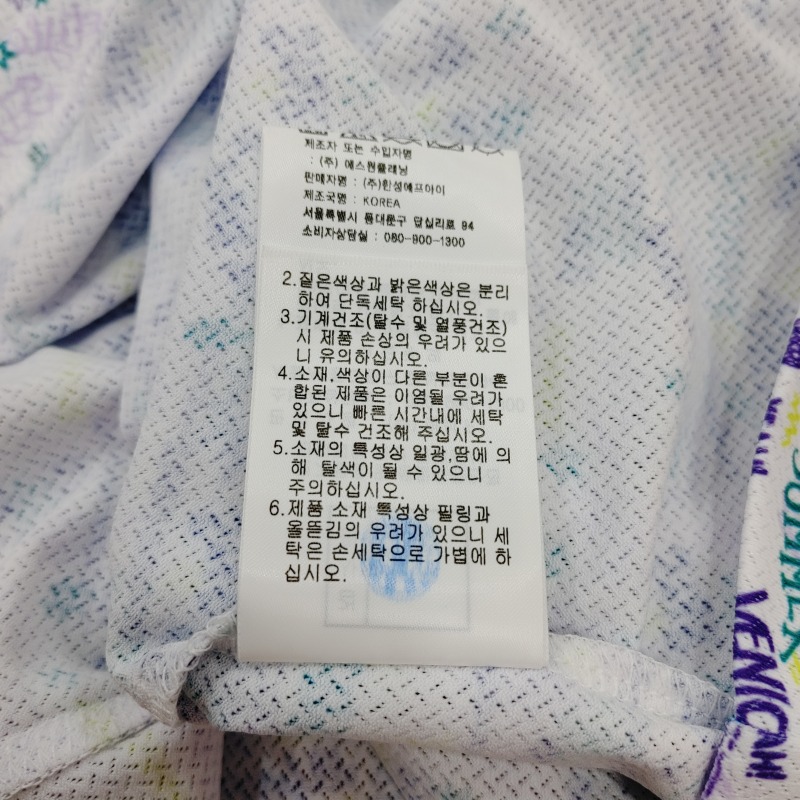 제조자 또는 수입자명
: (주) 에스원플래닝
판매자명 : (주)한성에프아이
제조국명 : KOREA
서울특별시 동대문구 답십리로 94
소비자상담실 : 080-900-1300
2.짙은색상과 밝은색상은 분리
하여 단독세탁 하십시오.
3.기계건조(탈수 및 열풍건조)
시 제품 손상의 우려가 있으
니 유의하십시오.
4.소재,색상이 다른 부분이 혼
합된 제품은 이염될 우려가
있으니 빠른 시간내에 세탁
및 탈수 건조해 주십시오.
5.소재의 특성상 일광,땀에 의
해 탈색이 될 수 있으니
주의하십시오.
6.제품 소재 특성상 필링과
올뜯김의 우려가 있으니 세
탁은 손세탁으로 가볍에 하
십시오.
SUMMER
VENICAH